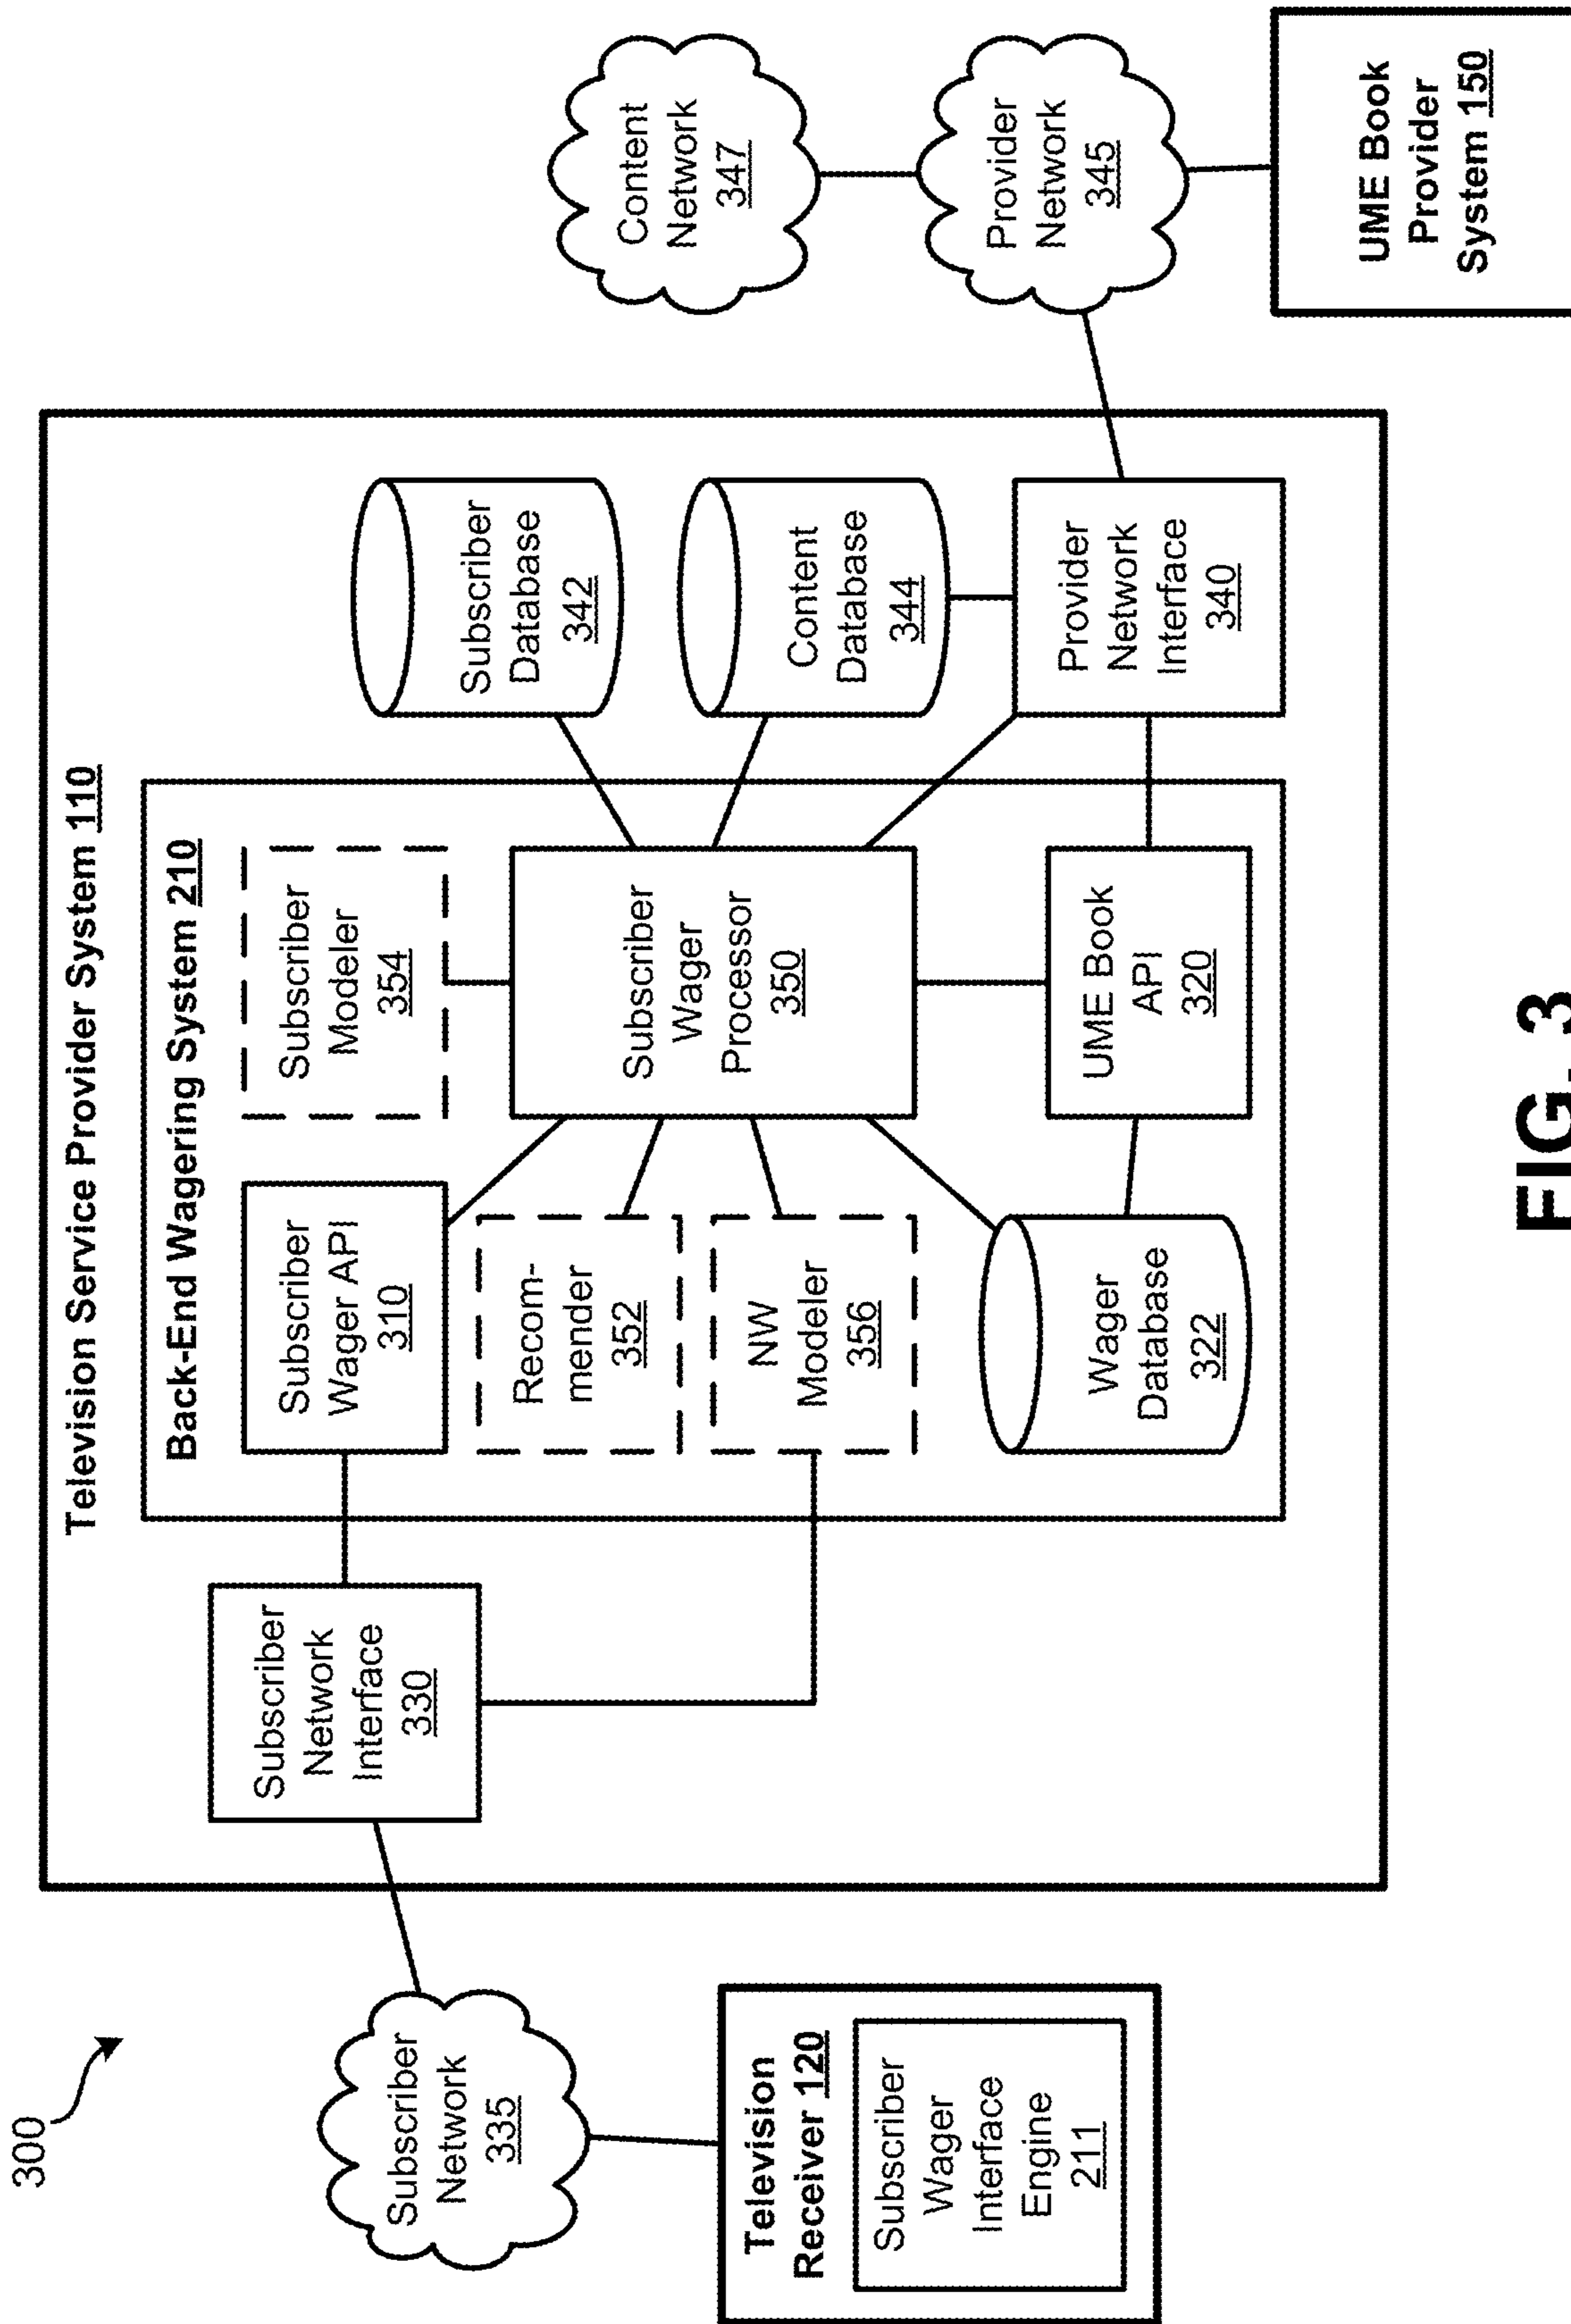 300
Television Service Provider System 110
Back-End Wagering System 210
Subscriber
Network
Interface
330
Subscriber
Wager API
310
Subscriber
Modeler
354
Recom-
mender
352
NW
Modeler
356
Subscriber
Wager
Processor
350
Wager
Database
322
UME Book
API
320
Subscriber
Database
342
Content
Database
344
Provider
Network
Interface
340
Subscriber
Network
335
Television
Receiver 120
Subscriber
Wager
Interface
Engine
211
Content
Network
347
Provider
Network
345
UME Book
Provider
System 150
FIG. 3